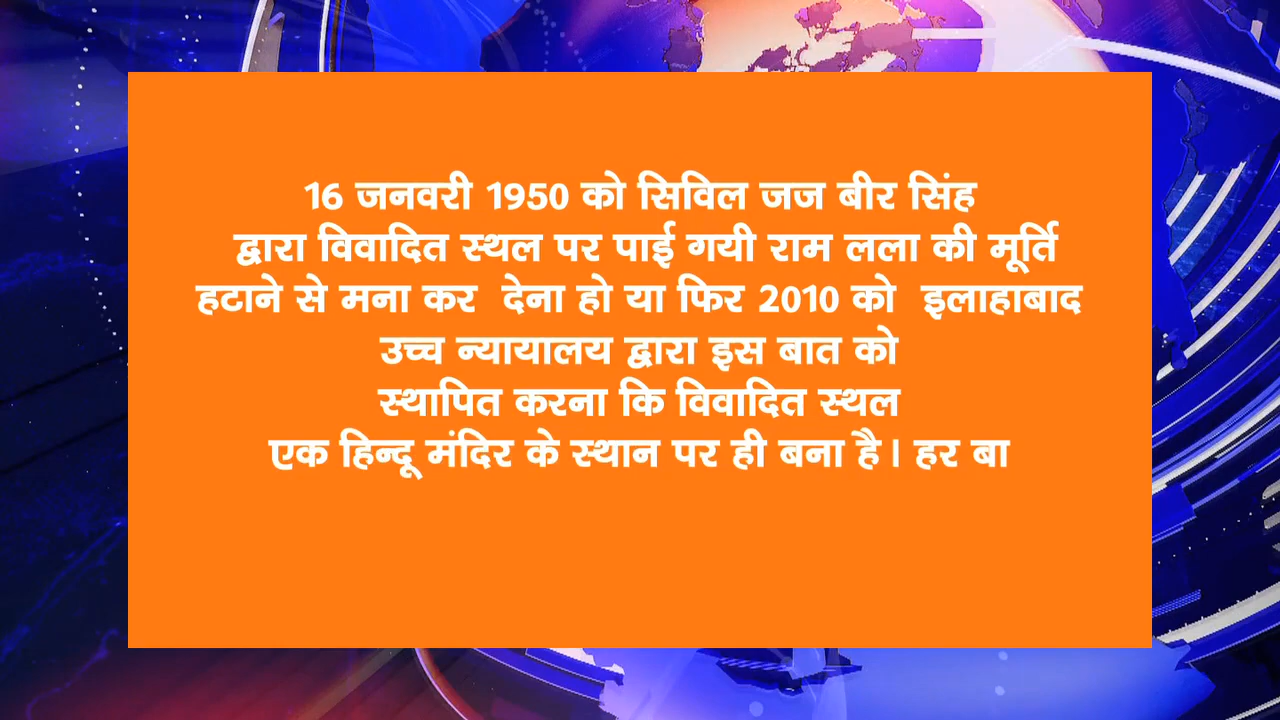 16 जनवरी 1950 को सिविल जज बीर सिंह
द्वारा विवादित स्थल पर पाई गयी राम लला की मूर्ति
हटाने से मना कर देना हो या फिर 2010 को इलाहाबाद
उच्च न्यायालय द्वारा इस बात को
स्थापित करना कि विवादित स्थल
एक हिन्दू मंदिर के स्थान पर ही बना है। हर बा